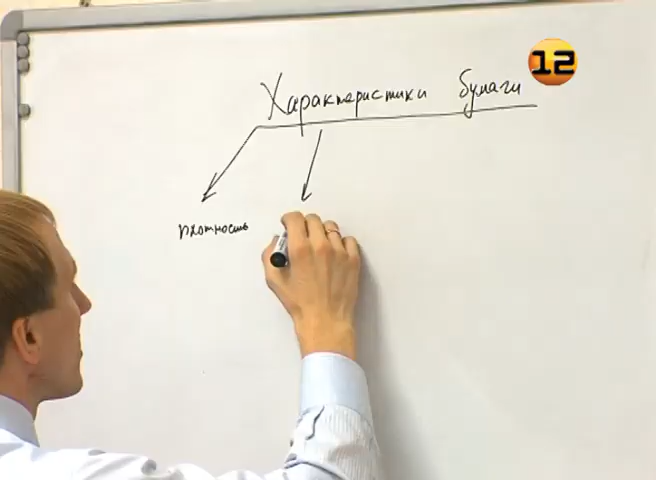 12
Характеристики бумаги
плотность